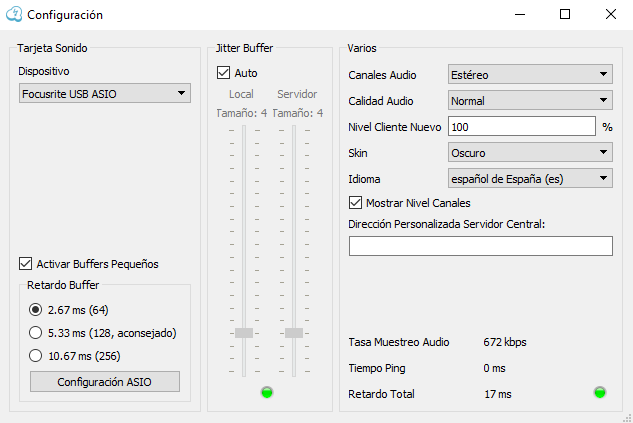 Configuración
Tarjeta Sonido
Dispositivo
Focusrite USB ASIO
Activar Buffers Pequeños
Retardo Buffer
2.67 ms (64)
5.33 ms (128, aconsejado)
10.67 ms (256)
Configuración ASIO
Jitter Buffer
Auto
Local Servidor
Tamaño: 4 Tamaño: 4
Varios
Canales Audio Estéreo
Calidad Audio Normal
Nivel Cliente Nuevo 100 %
Skin Oscuro
Idioma español de España (es)
Mostrar Nivel Canales
Dirección Personalizada Servidor Central:
Tasa Muestreo Audio 672 kbps
Tiempo Ping 0 ms
Retardo Total 17 ms